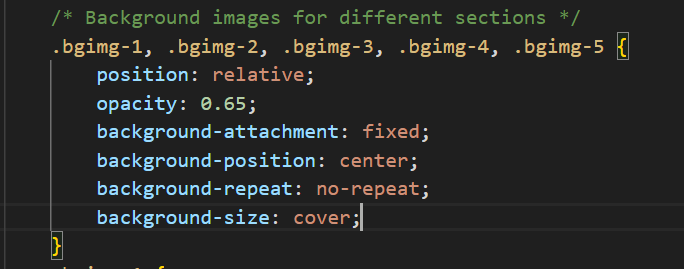 /* Background images for different sections */
.bgimg-1, .bgimg-2, .bgimg-3, .bgimg-4, .bgimg-5 {
position: relative;
opacity: 0.65;
background-attachment: fixed;
background-position: center;
background-repeat: no-repeat;
background-size: cover;
}